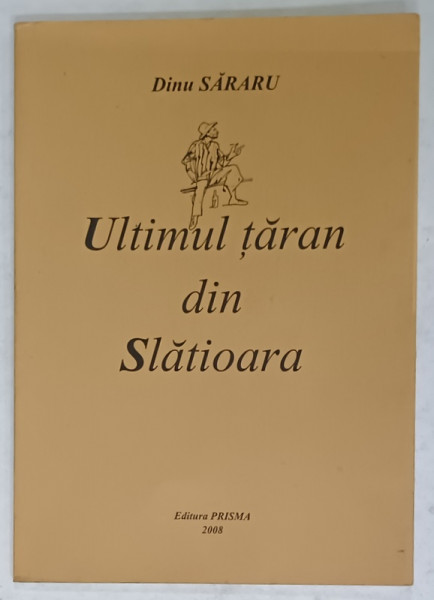 Dinu SĂRARU
Ultimul țăran
din
Slătioara
Editura PRISMA
2008